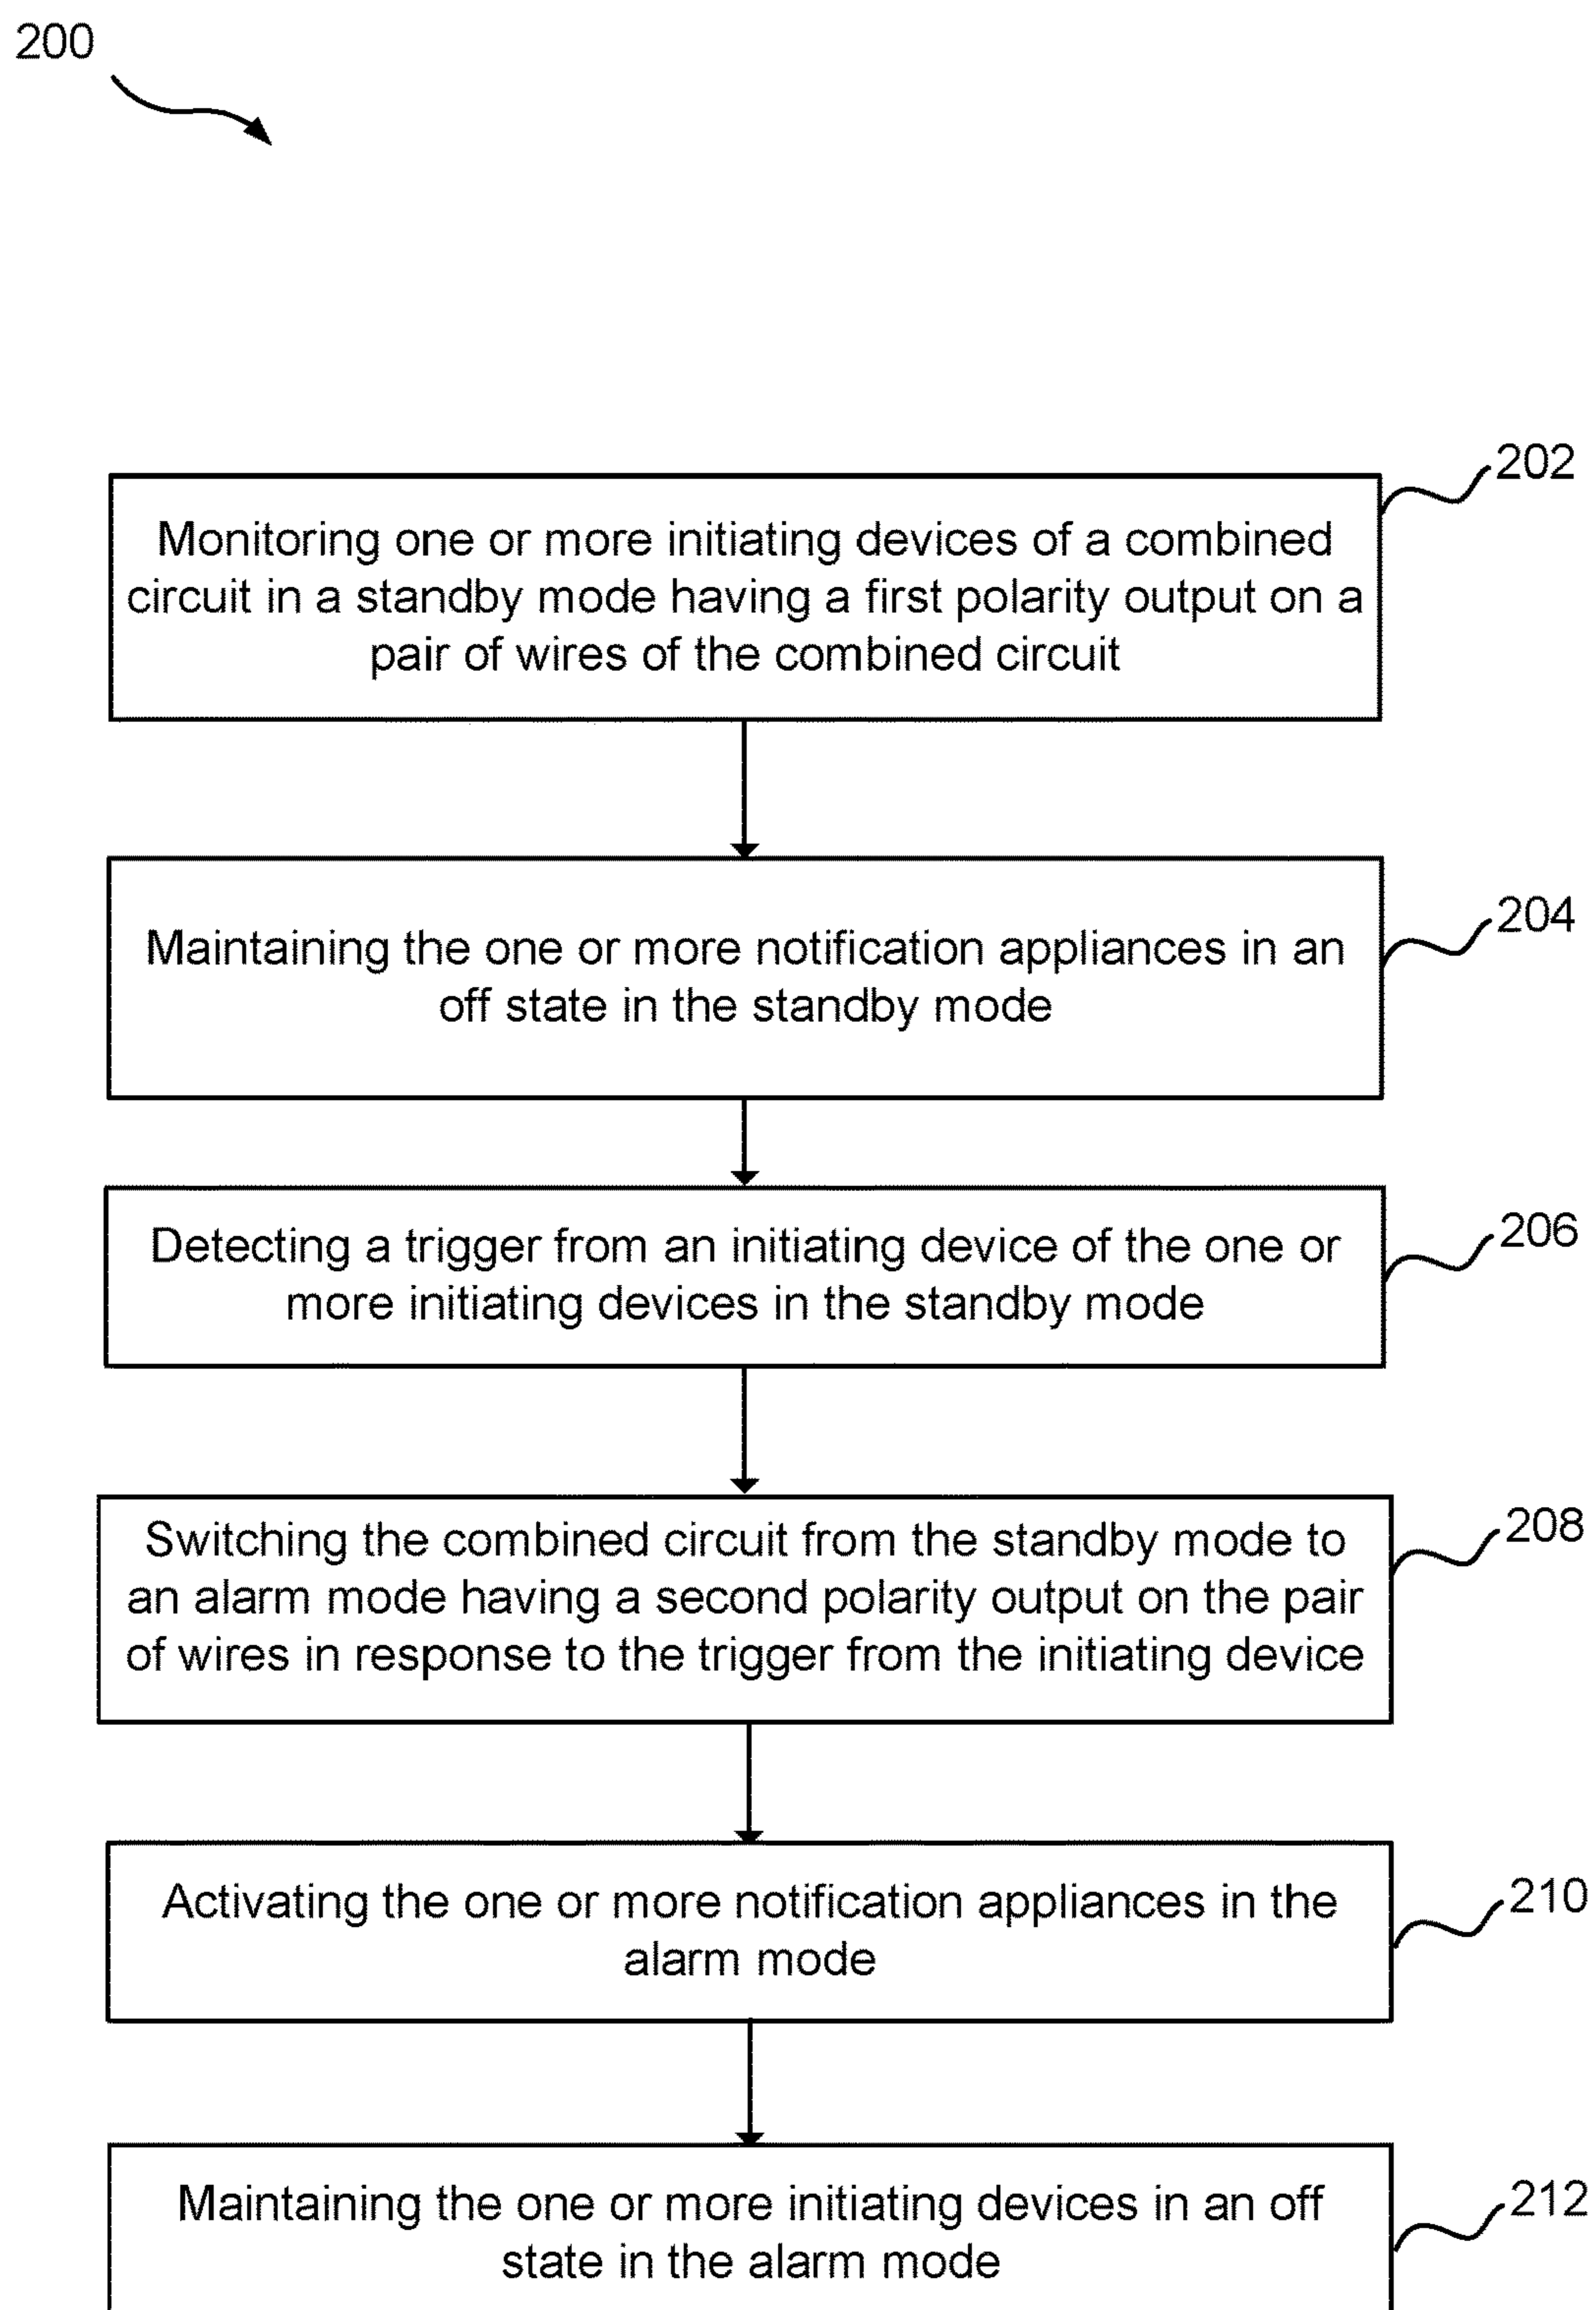 200
202
Monitoring one or more initiating devices of a combined
circuit in a standby mode having a first polarity output on a
pair of wires of the combined circuit
204
Maintaining the one or more notification appliances in an
off state in the standby mode
206
Detecting a trigger from an initiating device of the one or
more initiating devices in the standby mode
208
Switching the combined circuit from the standby mode to
an alarm mode having a second polarity output on the pair
of wires in response to the trigger from the initiating device
210
Activating the one or more notification appliances in the
alarm mode
212
Maintaining the one or more initiating devices in an off
state in the alarm mode